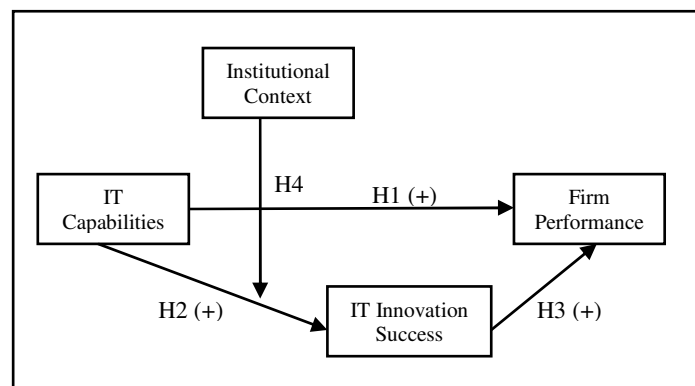 Institutional
Context
H4
IT
Capabilities
H1 (+)
Firm
Performance
H2 (+)
IT Innovation
Success
H3 (+)